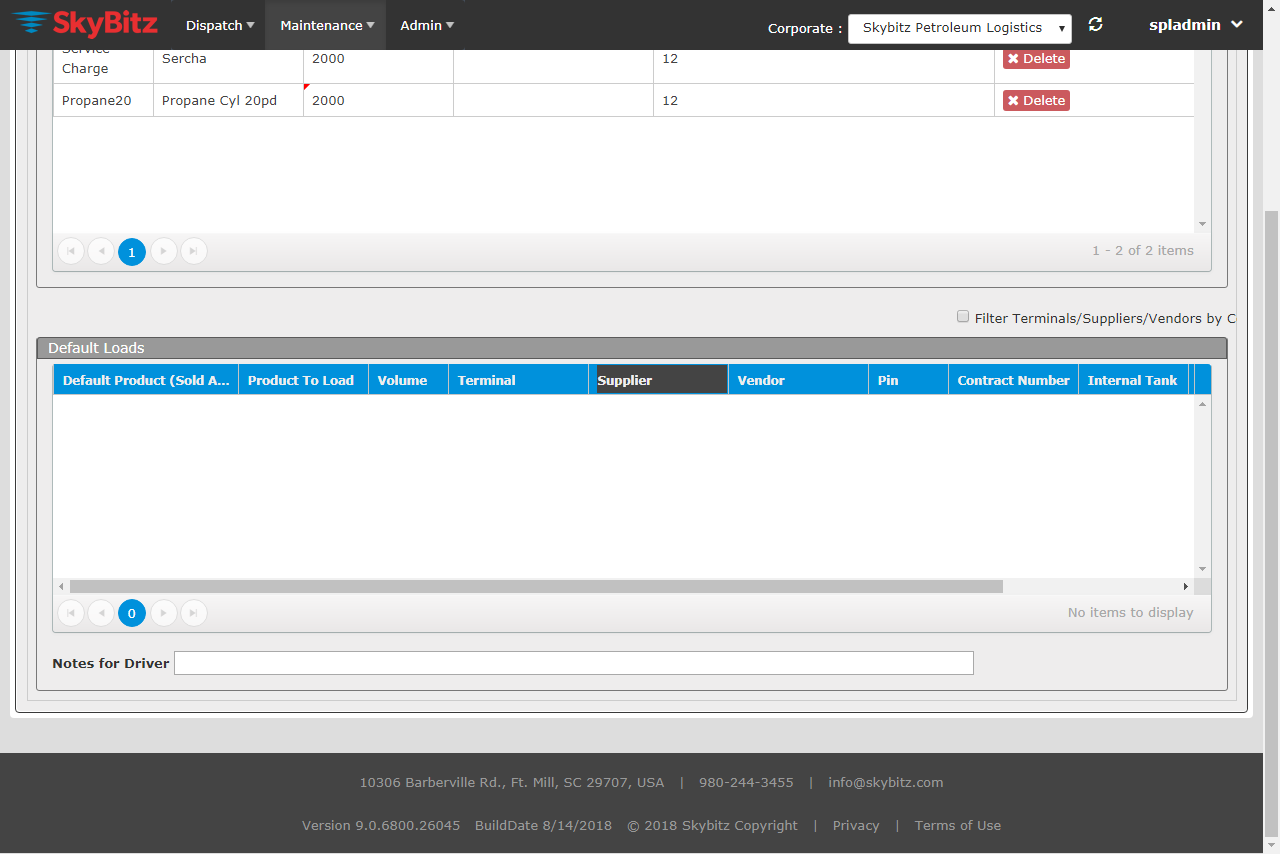 SkyBitz Dispatch Maintenance Admin Corporate : Skybitz Petroleum Logistics spladmin
Service Charge Sercha 2000 12 Delete
Propane20 Propane Cyl 20pd 2000 12 Delete
1 1 - 2 of 2 items
Filter Terminals/Suppliers/Vendors by C
Default Loads
Default Product (Sold A... Product To Load Volume Terminal Supplier Vendor Pin Contract Number Internal Tank
0 No items to display
Notes for Driver
10306 Barberville Rd., Ft. Mill, SC 29707, USA | 980-244-3455 | info@skybitz.com
Version 9.0.6800.26045 BuildDate 8/14/2018 © 2018 Skybitz Copyright | Privacy | Terms of Use